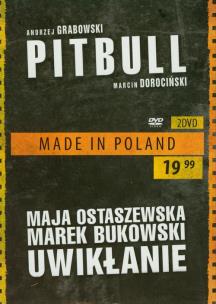 ANDRZEJ GRABOWSKI
PITBULL
MARCIN DOROCIŃSKI
DVD
2DVD
MADE IN POLAND
19 99
MAJA OSTASZEWSKA
MAREK BUKOWSKI
UWIKŁANIE